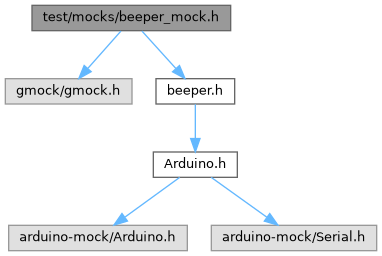 test/mocks/beeper_mock.h
gmock/gmock.h
beeper.h
Arduino.h
arduino-mock/Arduino.h
arduino-mock/Serial.h